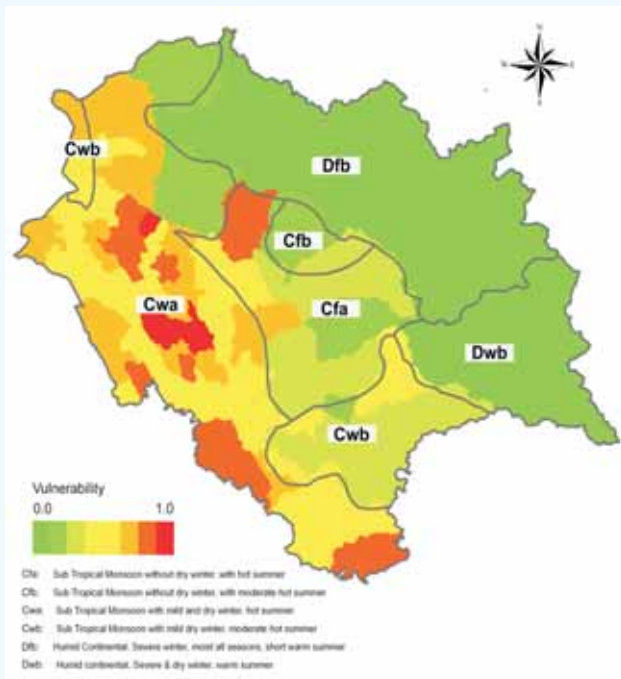 N
W E
S
Cwb
Dfb
Cfb
Cwa
Cfa
Dwb
Cwb
Vulnerability
0.0 1.0
Cfa: Sub Tropical Monsoon without dry winter, with hot summer
Cfb: Sub Tropical Monsoon without dry winter, with moderate hot summer
Cwa: Sub Tropical Monsoon with mild and dry winter, hot summer
Cwb: Sub Tropical Monsoon with mild dry winter, moderate hot summer
Dfb: Humid Continental, Severe winter, moist all seasons, short warm summer
Dwb: Humid continental, Severe & dry winter, warm summer